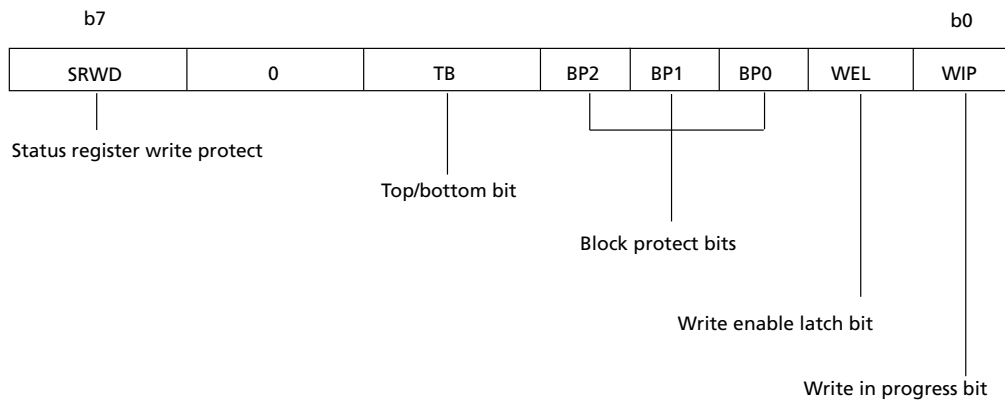 b7 b0
SRWD 0 TB BP2 BP1 BP0 WEL WIP
Status register write protect
Top/bottom bit
Block protect bits
Write enable latch bit
Write in progress bit